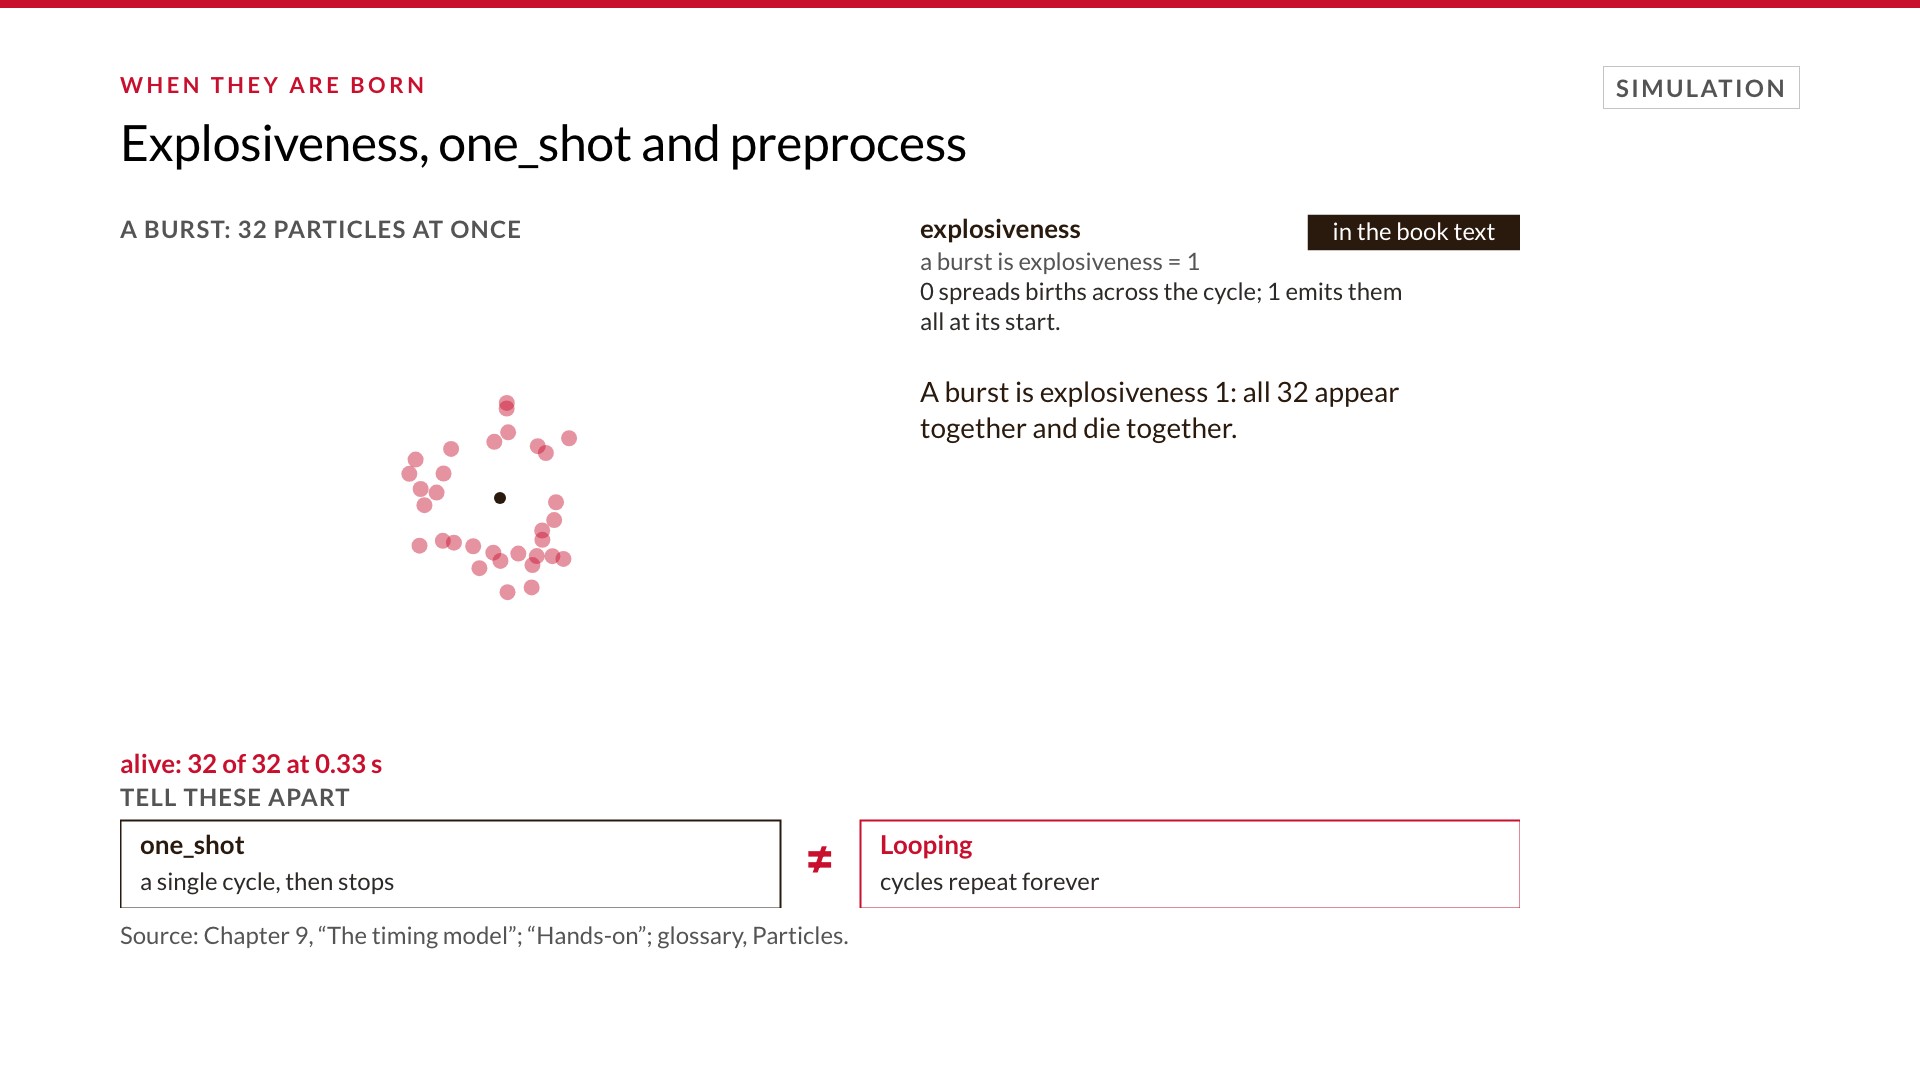 WHEN THEY ARE BORN
SIMULATION
Explosiveness, one_shot and preprocess
A BURST: 32 PARTICLES AT ONCE
explosiveness
in the book text
a burst is explosiveness = 1
0 spreads births across the cycle; 1 emits them
all at its start.
A burst is explosiveness 1: all 32 appear
together and die together.
alive: 32 of 32 at 0.33 s
TELL THESE APART
one_shot
a single cycle, then stops
≠
Looping
cycles repeat forever
Source: Chapter 9, “The timing model”; “Hands-on”; glossary, Particles.